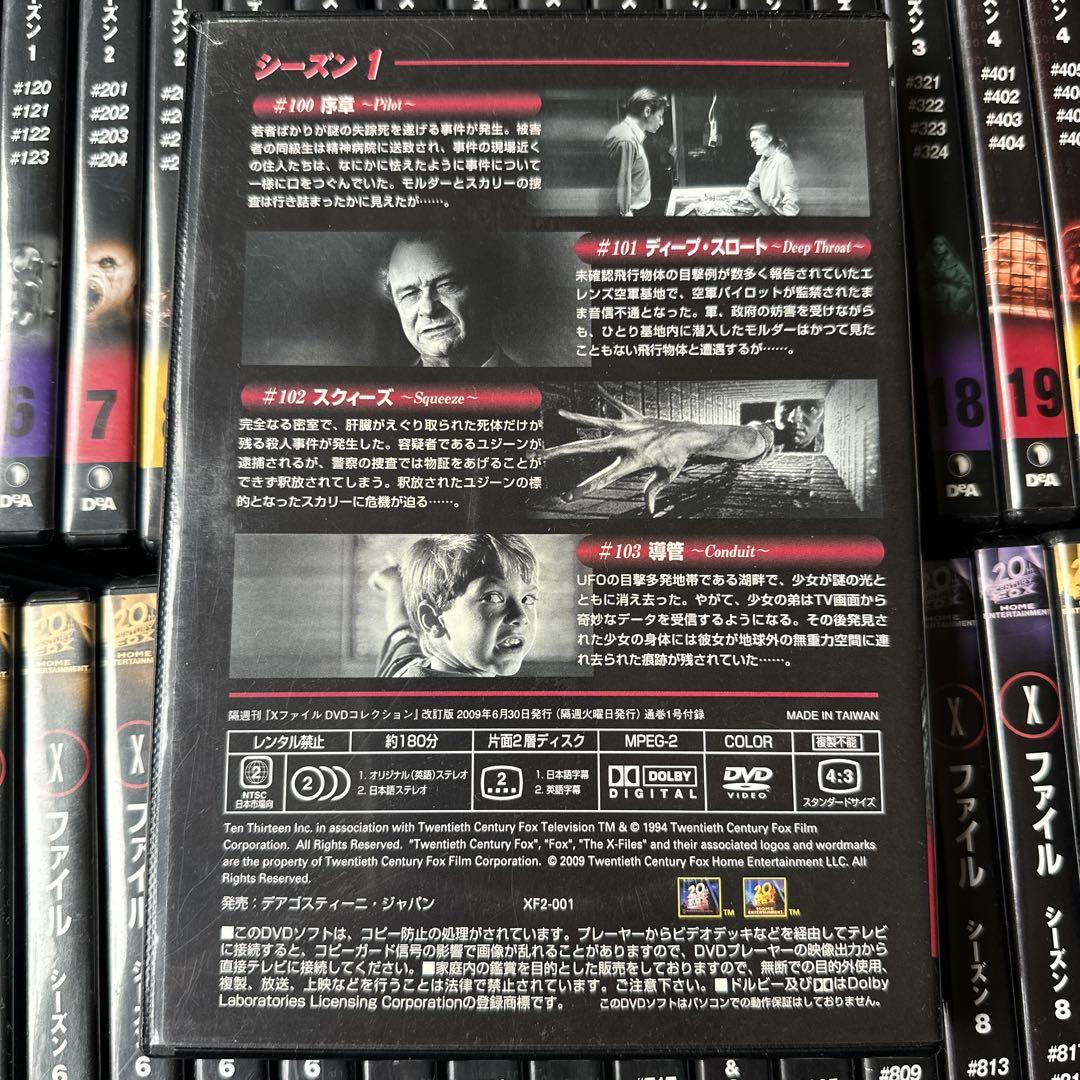 シーズン 1
#100 序章 ~Pilot~
若者ばかりが謎の失踪死を遂げる事件が発生。被害
者の同級生は精神病院に送致され、事件の現場近く
の住人たちは、なにかに怯えたように事件について
一様に口をつぐんでいた。モルダーとスカリーの捜
査は行き詰まったかに見えたが……。
#101 ディープ・スロート ~Deep Throat~
未確認飛行物体の目撃例が数多く報告されていたエ
レンズ空軍基地で、空軍パイロットが監禁されたま
ま音信不通となった。軍、政府の妨害を受けながら
も、ひとり基地内に潜入したモルダーはかつて見た
こともない飛行物体と遭遇するが……。
#102 スクィーズ ~Squeeze~
完全なる密室で、肝臓がえぐり取られた死体だけが
残る殺人事件が発生した。容疑者であるユジーンが
逮捕されるが、警察の捜査では物証をあげることが
できず釈放されてしまう。釈放されたユジーンの標
的となったスカリーに危機が迫る……。
#103 導管 ~Conduit~
UFOの目撃多発地帯である湖畔で、少女が謎の光と
ともに消え去った。やがて、少女の弟はTV画面から
奇妙なデータを受信するようになる。その後発見さ
れた少女の身体には彼女が地球外の無重力空間に連
れ去られた痕跡が残されていた……。
隔週刊『Xファイル DVDコレクション』改訂版 2009年6月30日発行 (隔週火曜日発行) 通巻1号付録
MADE IN TAIWAN
レンタル禁止
約180分
片面2層ディスク
MPEG-2
COLOR
複製不能
2
NTSC
日本市場向
2
1. オリジナル(英語)ステレオ
2. 日本語ステレオ
2
1. 日本語字幕
2. 英語字幕
DOLBY
DIGITAL
DVD
VIDEO
4:3
スタンダードサイズ
Ten Thirteen Inc. in association with Twentieth Century Fox Television TM & © 1994 Twentieth Century Fox Film
Corporation. All Rights Reserved. "Twentieth Century Fox", "Fox", "The X-Files" and their associated logos and wordmarks
are the property of Twentieth Century Fox Film Corporation. © 2009 Twentieth Century Fox Home Entertainment LLC. All
Rights Reserved.
発売：デアゴスティーニ・ジャパン
XF2-001
TM
TM
■このDVDソフトは、コピー防止の処理がされています。プレーヤーからビデオデッキなどを経由してテレビ
に接続すると、コピーガード信号の影響で画像が乱れることがありますので、DVDプレーヤーの映像出力から
直接テレビに接続してください。■家庭内の鑑賞を目的とした販売をしておりますので、無断での目的外使用、
複製、放送、上映などを行うことは法律で禁止されています。ご注意下さい。■ドルビー及びはDolby
Laboratories Licensing Corporationの登録商標です。
このDVDソフトはパソコンでの動作保証はしておりません。
#120
#121
#122
#123
6
DeA
2
#201
#202
#203
#204
7
DeA
3
#321
#322
#323
#324
18
DeA
4
#401
#402
#403
#404
19
DeA
20th
CENTURY
FOX
HOME
ENTERTAINMENT
X
ファイル
シーズン 6
20th
CENTURY
FOX
HOME
ENTERTAINMENT
X
ファイル
シーズン
6
X
ファイル
シーズン 8
#813
20th
CENTURY
FOX
HOME
ENTERTAINMENT
X
ファイル
シーズン 8
#817
#809